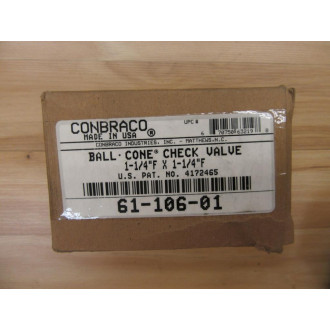 CONBRACO®
UPC #
MADE IN USA
CONBRACO INDUSTRIES, INC. - MATTHEWS, N.C.
BALL·CONE® CHECK VALVE
1-1/4"F X 1-1/4"F
U.S. PAT. NO. 4172465
61-106-01